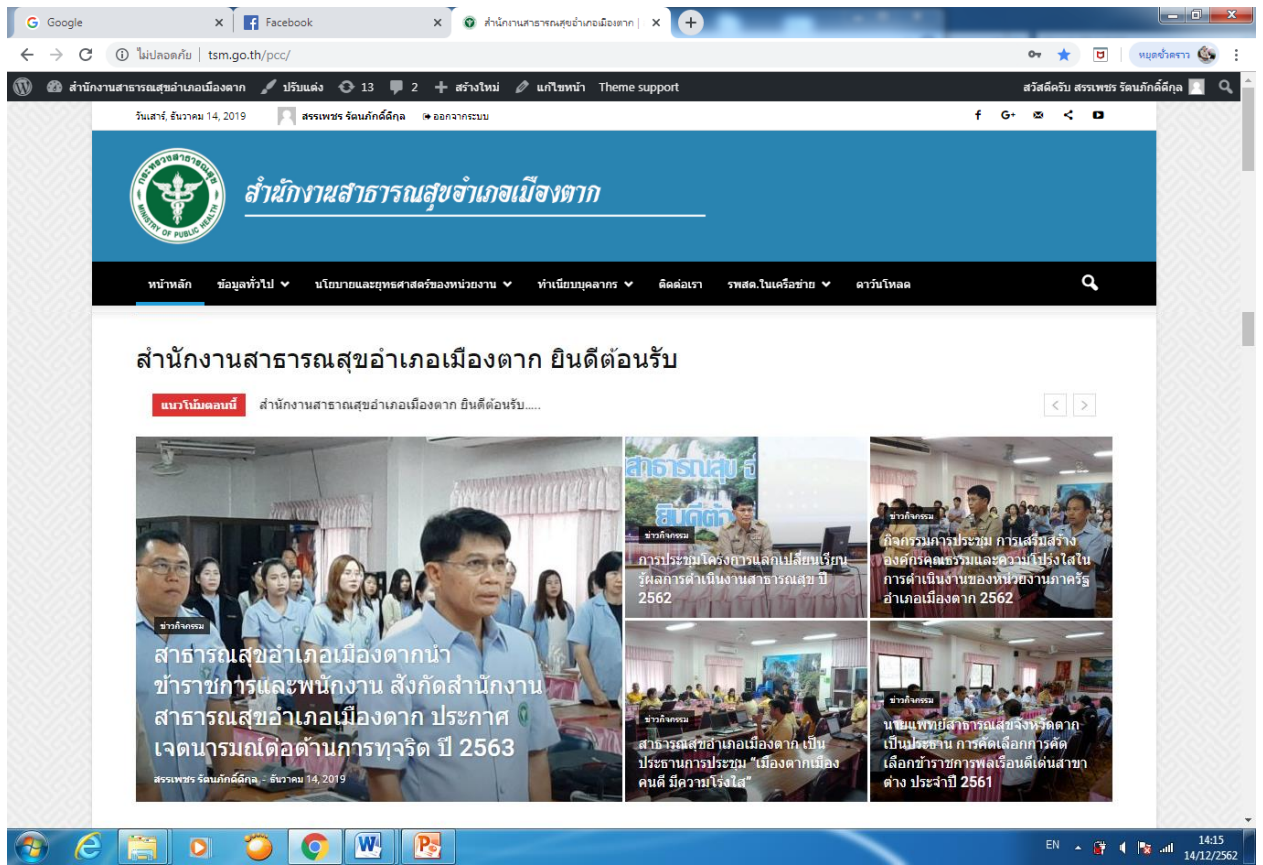 Google
Facebook
สำนักงานสาธารณสุขอำเภอเมืองตาก |
ไม่ปลอดภัย | tsm.go.th/pcc/
หยุดชั่วคราว
สำนักงานสาธารณสุขอำเภอเมืองตาก ปรับแต่ง 13 2 สร้างใหม่ แก้ไขหน้า Theme support
สวัสดีครับ สรรเพชร รัตนภักดิ์ดีกุล
วันเสาร์, ธันวาคม 14, 2019 สรรเพชร รัตนภักดิ์ดีกุล ออกจากระบบ
กระทรวงสาธารณสุข
MINISTRY OF PUBLIC HEALTH
สำนักงานสาธารณสุขอำเภอเมืองตาก
หน้าหลัก ข้อมูลทั่วไป นโยบายและยุทธศาสตร์ของหน่วยงาน ทำเนียบบุคลากร ติดต่อเรา รพสต.ในเครือข่าย ดาวน์โหลด
สำนักงานสาธารณสุขอำเภอเมืองตาก ยินดีต้อนรับ
แนวโน้มตอนนี้ สำนักงานสาธาณสุขอำเภอเมืองตาก ยินดีต้อนรับ.....
ข่าวกิจกรรม
สาธารณสุขอำเภอเมืองตากนำ
ข้าราชการและพนักงาน สังกัดสำนักงาน
สาธารณสุขอำเภอเมืองตาก ประกาศ
เจตนารมณ์ต่อต้านการทุจริต ปี 2563
สรรเพชร รัตนภักดิ์ดีกุล - ธันวาคม 14, 2019
ข่าวกิจกรรม
การประชุมโครงการแลกเปลี่ยนเรียน
รู้ผลการดำเนินงานสาธารณสุข ปี
2562
ข่าวกิจกรรม
กิจกรรมการประชุม การเสริมสร้าง
องค์กรคุณธรรมและความโปร่งใสใน
การดำเนินงานของหน่วยงานภาครัฐ
อำเภอเมืองตาก 2562
ข่าวกิจกรรม
สาธารณสุขอำเภอเมืองตาก เป็น
ประธานการประชุม “เมืองตากเมือง
คนดี มีความโร่งใส”
ข่าวกิจกรรม
นายแพทย์สาธารณสุขจังหวัดตาก
เป็นประธาน การคัดเลือกการคัด
เลือกข้าราชการพลเรือนดีเด่นสาขา
ต่าง ประจำปี 2561
EN
14:15
14/12/2562